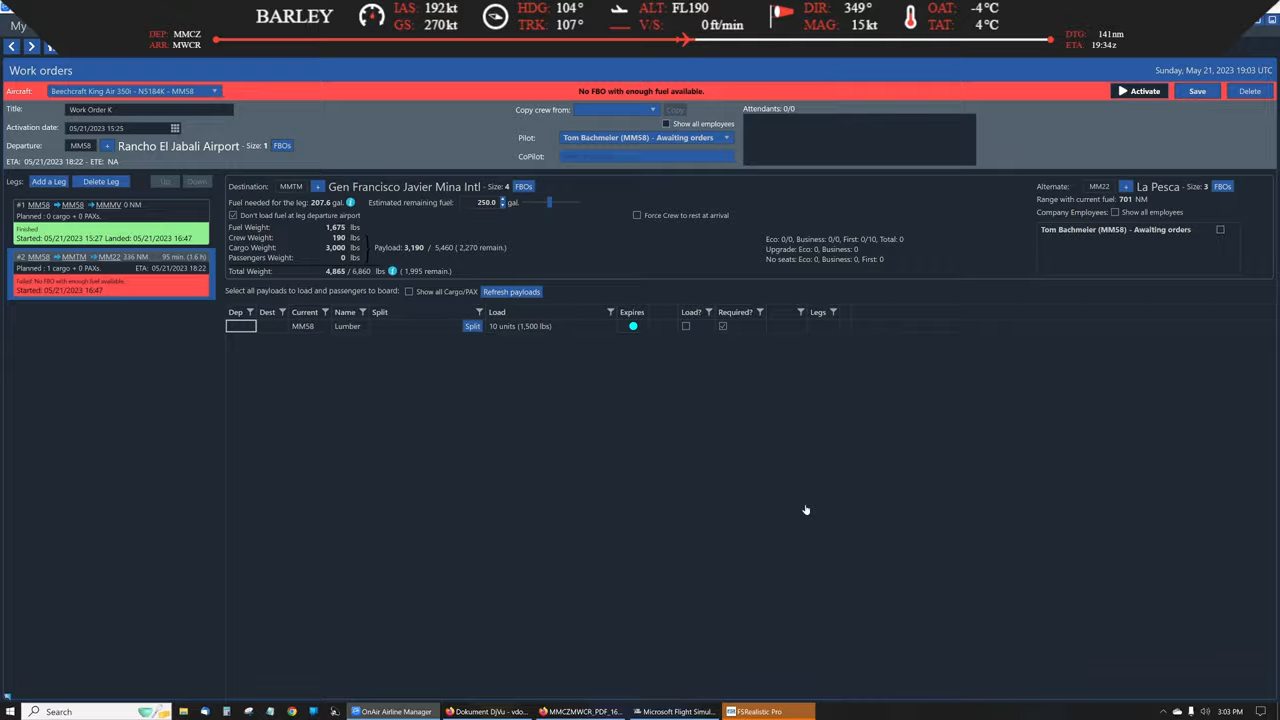 My
BARLEY
IAS: 192kt
GS: 270kt
HDG: 104°
TRK: 107°
ALT: FL190
V/S: 0ft/min
DIR: 349°
MAG: 15kt
OAT: -4°C
TAT: 4°C
DEP: MMCZ
ARR: MWCR
DTG: 141nm
ETA: 19:34z
Work orders
Sunday, May 21, 2023 19:03 UTC
Aircraft: Beechcraft King Air 350i - N5184K - MM58
No FBO with enough fuel available.
Activate Save Delete
Title: Work Order K
Copy crew from: Copy
Attendants: 0/0
Show all employees
Activation date: 05/21/2023 15:25
Pilot: Tom Bachmeier (MM58) - Awaiting orders
Departure: MM58 + Rancho El Jabali Airport - Size: 1 FBOs
CoPilot:
ETA: 05/21/2023 18:22 - ETE: NA
Legs: Add a Leg Delete Leg Up Down
#1 MM58 MM58 MMMV 0 NM
Planned : 0 cargo + 0 PAXs.
Finished
Started: 05/21/2023 15:27 Landed: 05/21/2023 16:47
#2 MM58 MMTM MM22 336 NM 95 min. (1.6 h)
Planned : 1 cargo + 0 PAXs. ETA: 05/21/2023 18:22
Failed 'No FBO with enough fuel available.
Started: 05/21/2023 16:47
Destination: MMTM + Gen Francisco Javier Mina Intl - Size: 4 FBOs
Alternate: MM22 + La Pesca - Size: 3 FBOs
Fuel needed for the leg: 207.6 gal. Estimated remaining fuel: 250.0 gal.
Range with current fuel: 701 NM
Don't load fuel at leg departure airport
Force Crew to rest at arrival
Company Employees: Show all employees
Fuel Weight: 1,675 lbs
Crew Weight: 190 lbs
Cargo Weight: 3,000 lbs
Payload: 3,190 / 5,460 ( 2,270 remain.)
Passengers Weight: 0 lbs
Total Weight: 4,865 / 6,860 lbs ( 1,995 remain.)
Eco: 0/0, Business: 0/0, First: 0/10, Total: 0
Upgrade: Eco: 0, Business: 0
No seats: Eco: 0, Business: 0, First: 0
Tom Bachmeier (MM58) - Awaiting orders
Select all payloads to load and passengers to board: Show all Cargo/PAX Refresh payloads
Dep Dest Current Name Split Load Expires Load? Required? Legs
MM58 Lumber Split 10 units (1,500 lbs)
Search
OnAir Airline Manager
Dokument DjVu - vdo...
MMCZMWCR_PDF_16...
Microsoft Flight Simul...
FSRealistic Pro
3:03 PM